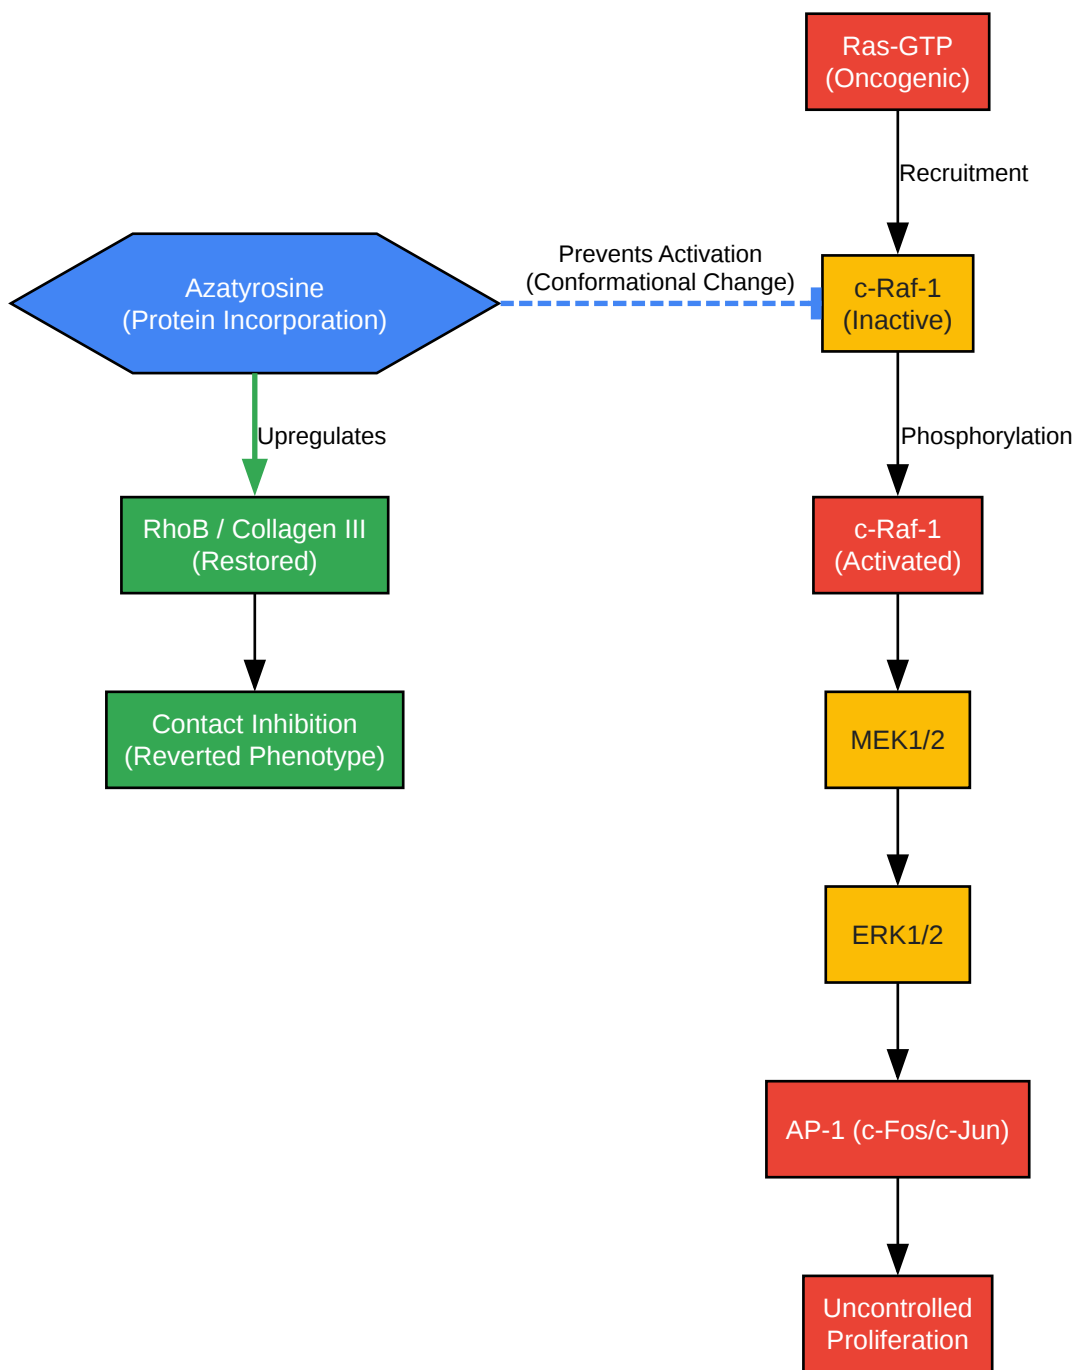 Ras-GTP
(Oncogenic)
Recruitment
Prevents Activation
(Conformational Change)
Azatyrosine
(Protein Incorporation)
c-Raf-1
(Inactive)
Upregulates
Phosphorylation
RhoB / Collagen III
(Restored)
c-Raf-1
(Activated)
Contact Inhibition
(Reverted Phenotype)
MEK1/2
ERK1/2
AP-1 (c-Fos/c-Jun)
Uncontrolled
Proliferation